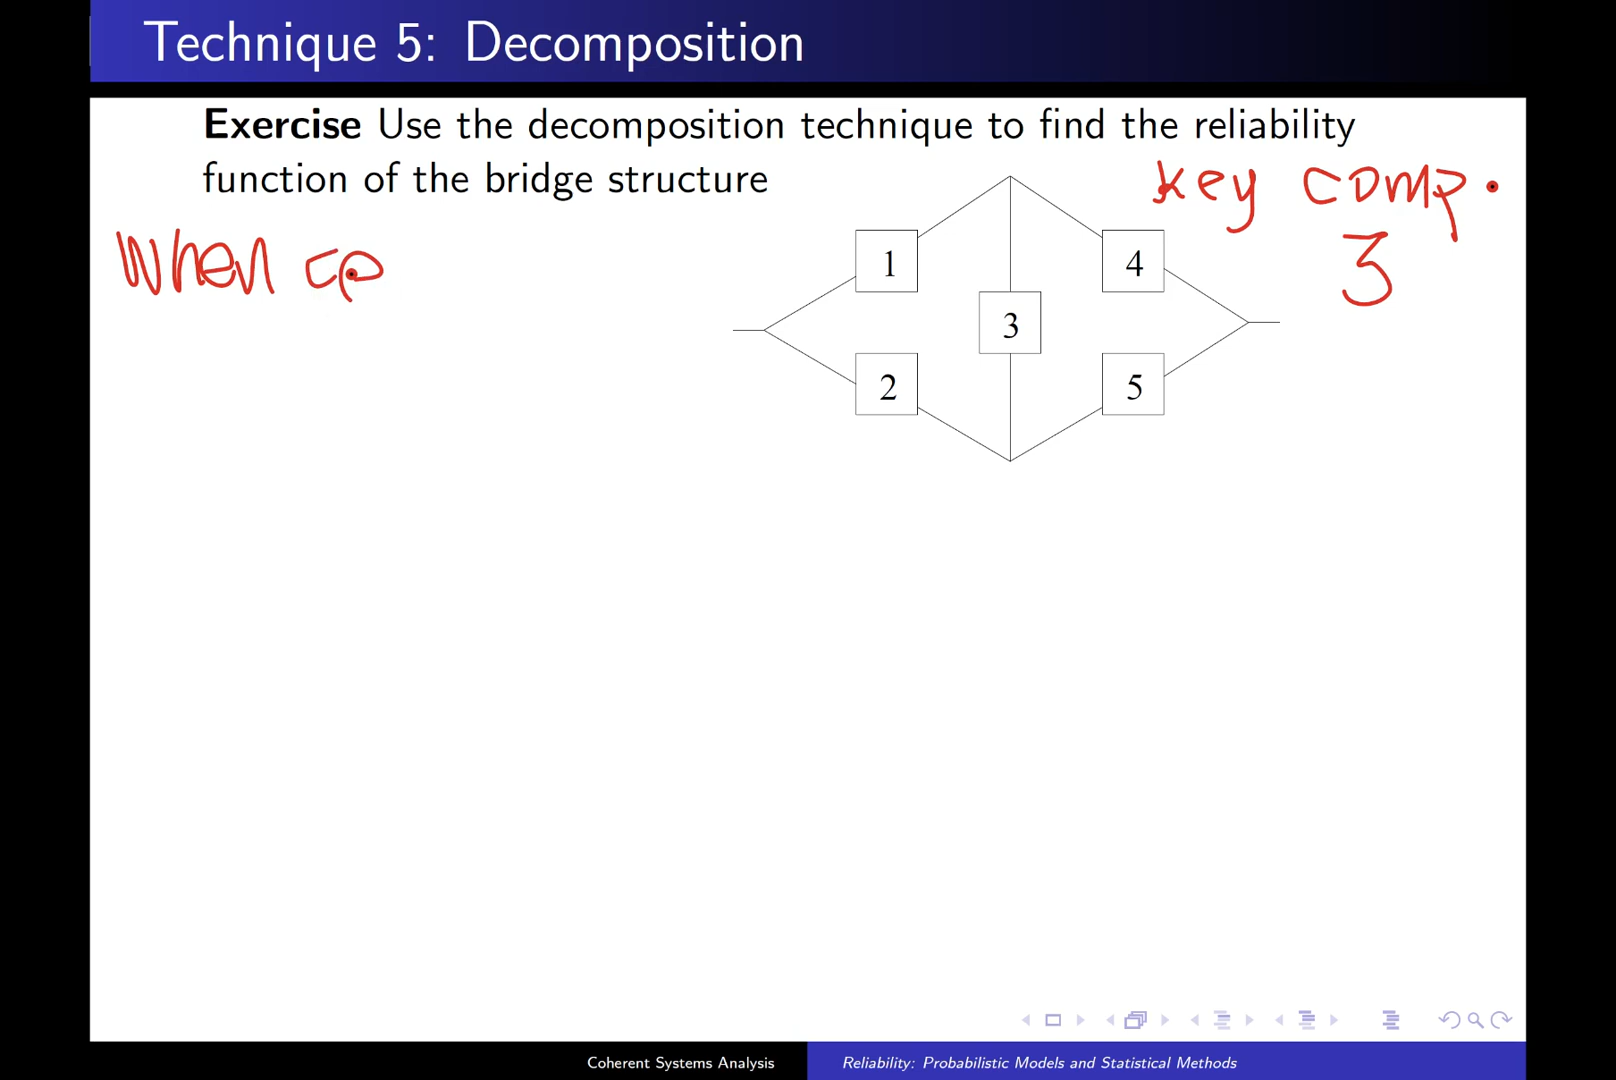 Technique 5: Decomposition
Exercise Use the decomposition technique to find the reliability
function of the bridge structure
key comp.
3
When co
1
4
3
2
5
Coherent Systems Analysis
Reliability: Probabilistic Models and Statistical Methods